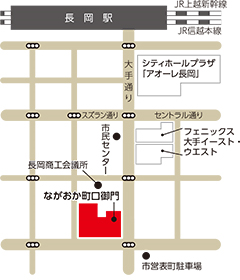 JR上越新幹線
長岡駅
JR信越本線
大手通り
シティホールプラザ
「アオーレ長岡」
スズラン通り
セントラル通り
市民センター
フェニックス
大手イースト・
ウエスト
長岡商工会議所
ながおか町口御門
市営表町駐車場